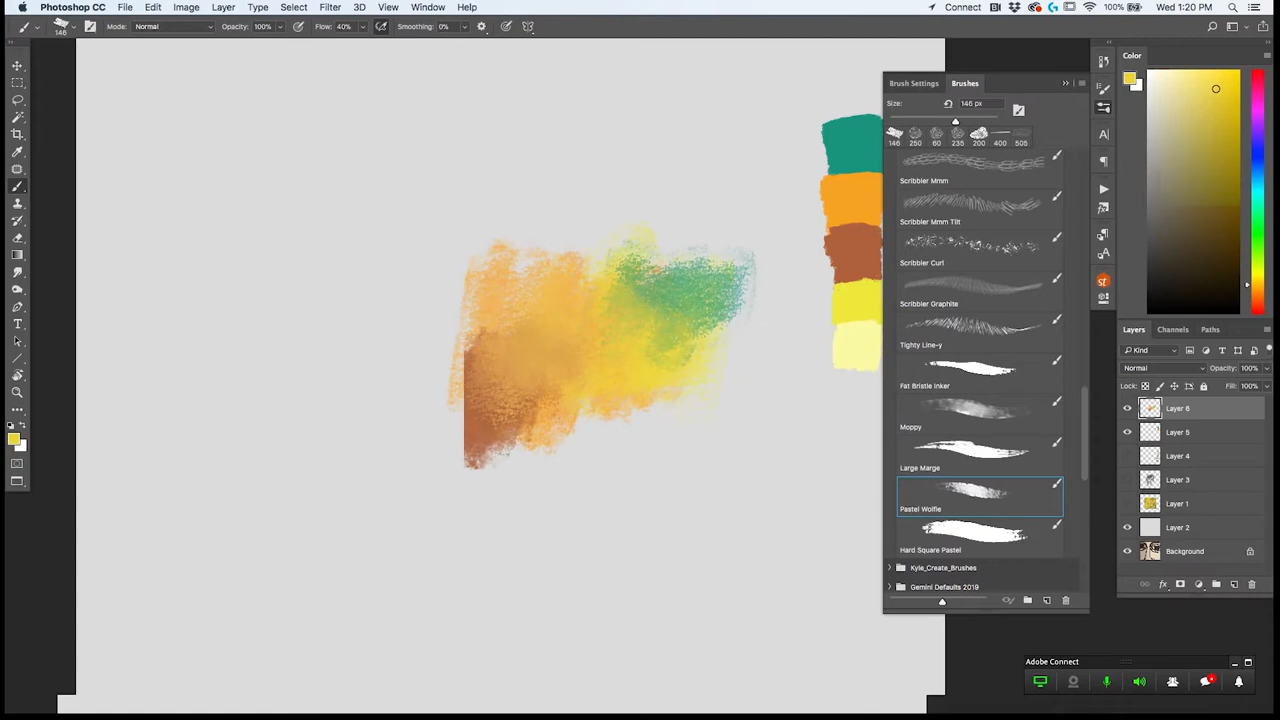 Photoshop CC File Edit Image Layer Type Select Filter 3D View Window Help Connect 100% Wed 1:20 PM
146 Mode: Normal Opacity: 100% Flow: 40% Smoothing: 0%
Brush Settings Brushes
Size: 146 px
146 250 60 235 200 400 505
Scribbler Mmm
Scribbler Mmm Tilt
Scribbler Curl
Scribbler Graphite
Tighty Line-y
Fat Bristle Inker
Moppy
Large Marge
Pastel Wolfie
Hard Square Pastel
Kyle_Create_Brushes
Gemini Defaults 2019
Color
Layers Channels Paths
Kind
Normal Opacity: 100%
Lock: Fill: 100%
Layer 6
Layer 5
Layer 4
Layer 3
Layer 1
Layer 2
Background
fx
st
Adobe Connect